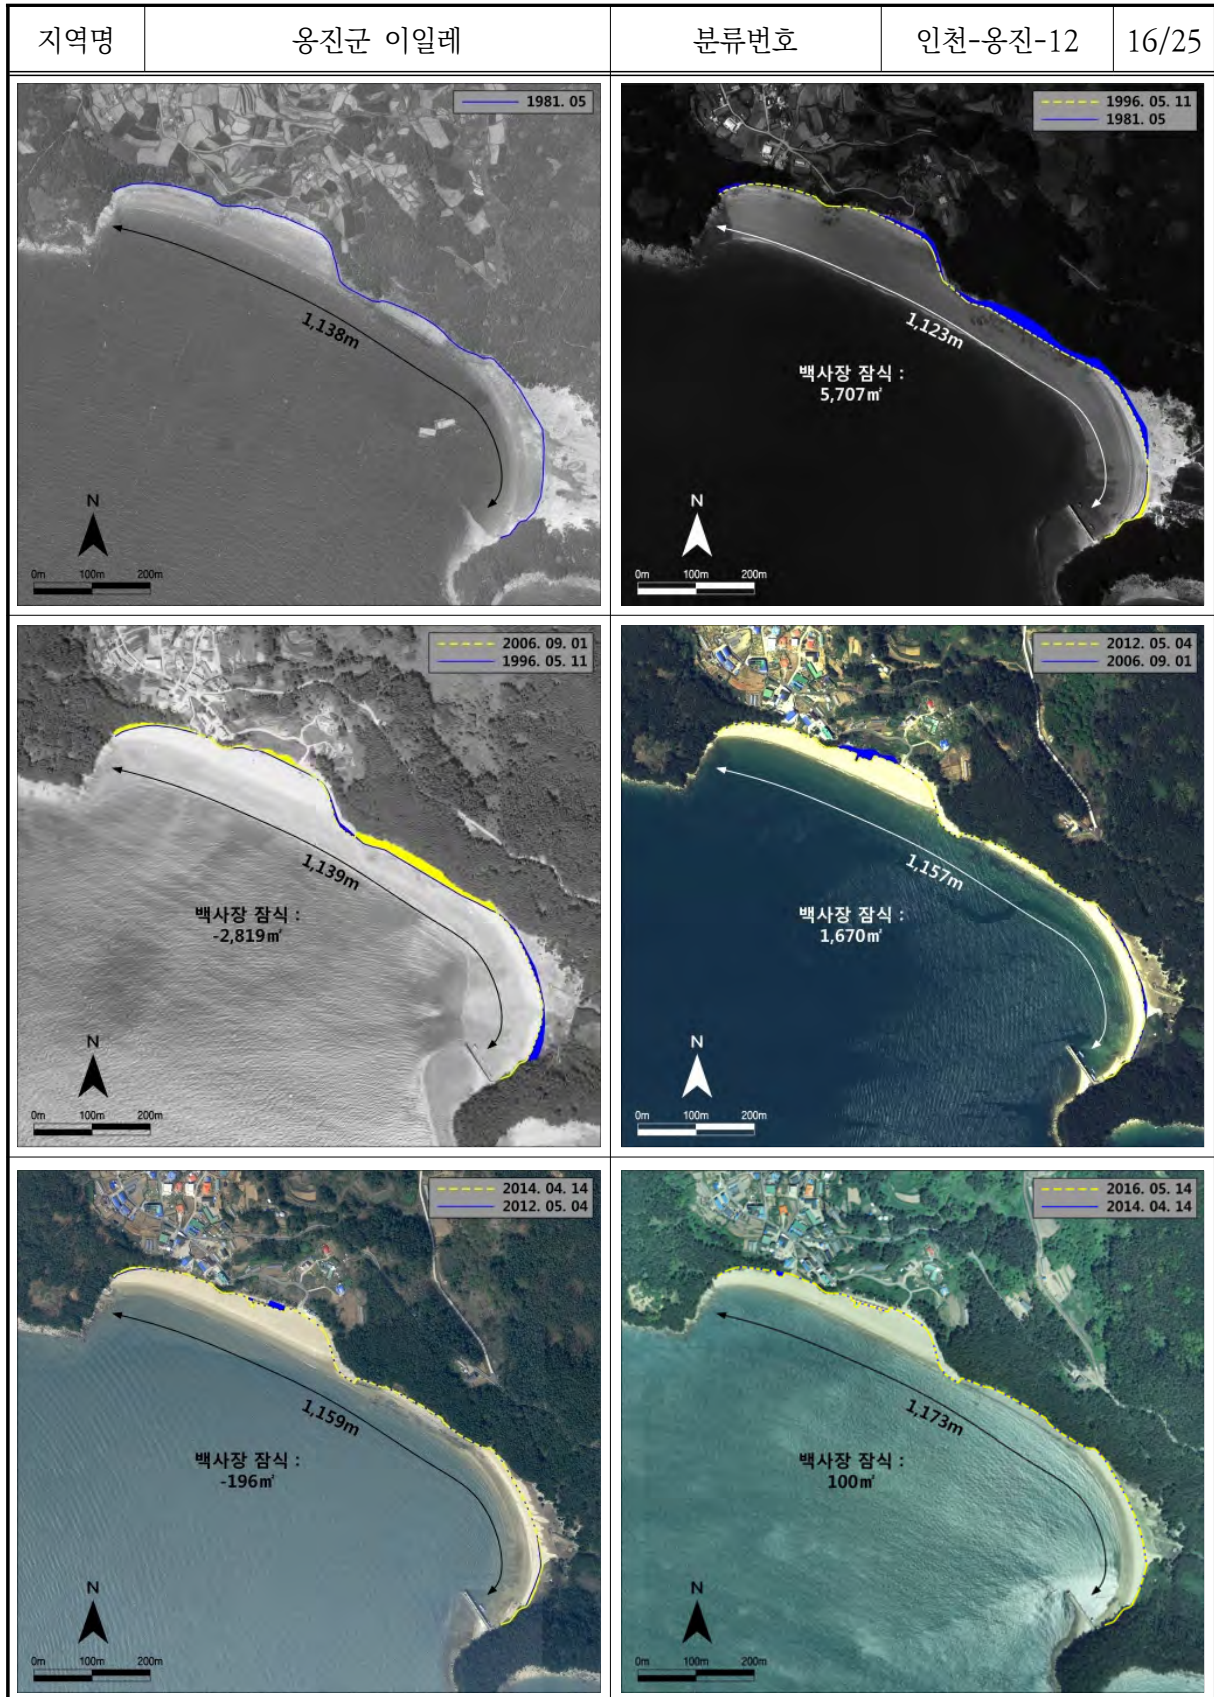 지역명 옹진군 이일레 분류번호 인천-옹진-12 16/25
1981. 05
1,138m
N
0m 100m 200m
1996. 05. 11
1981. 05
1,123m
백사장 잠식 :
5,707㎡
N
0m 100m 200m
2006. 09. 01
1996. 05. 11
1,139m
백사장 잠식 :
-2,819㎡
N
0m 100m 200m
2012. 05. 04
2006. 09. 01
1,157m
백사장 잠식 :
1,670㎡
N
0m 100m 200m
2014. 04. 14
2012. 05. 04
1,159m
백사장 잠식 :
-196㎡
N
0m 100m 200m
2016. 05. 14
2014. 04. 14
1,173m
백사장 잠식 :
100㎡
N
0m 100m 200m